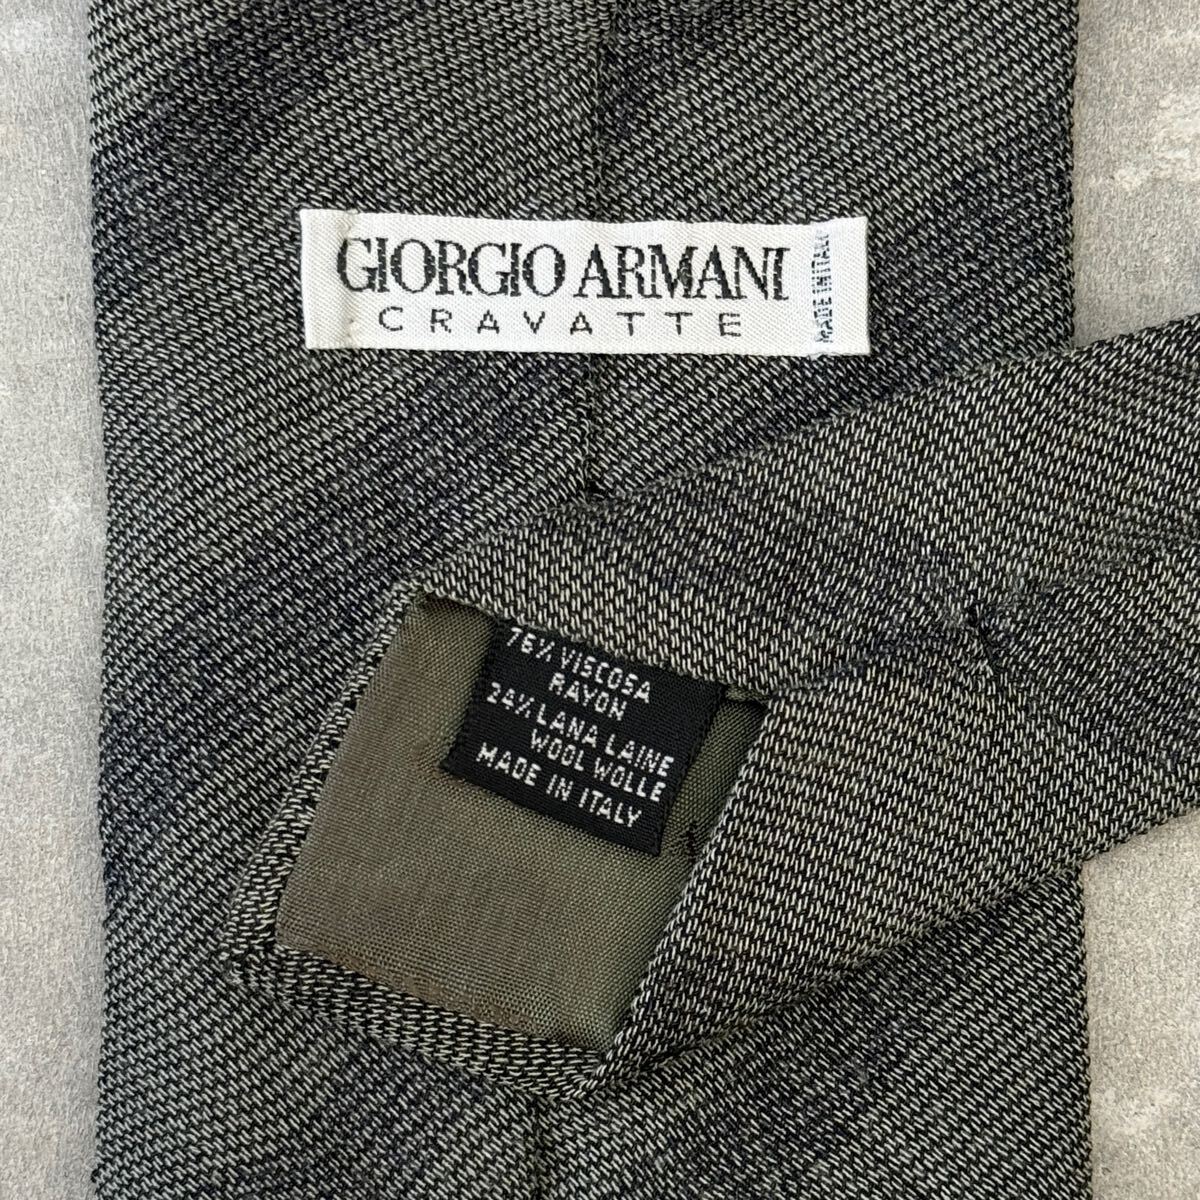 GIORGIO ARMANI
CRAVATTE
MADE IN ITALY
76% VISCOSA
RAYON
24% LANA LAINE
WOOL WOLLE
MADE IN ITALY